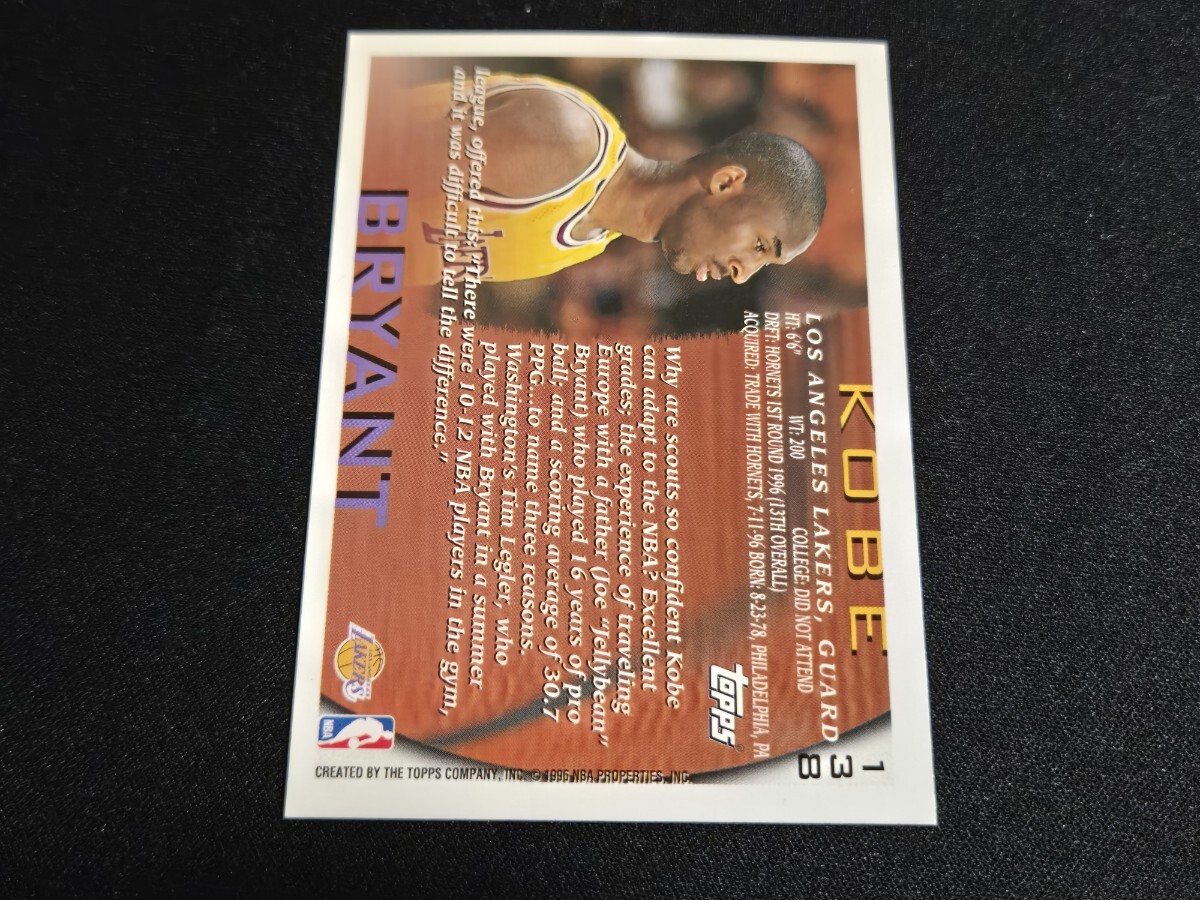 KOBE
138
LOS ANGELES LAKERS, GUARD
HT: 6'6" WT: 200 COLLEGE: DID NOT ATTEND
DRFT: HORNETS 1ST ROUND 1996 (13TH OVERALL)
ACQUIRED: TRADE WITH HORNETS, 7-11-96 BORN: 8-23-78, PHILADELPHIA, PA
topps®
Why are scouts so confident Kobe
can adapt to the NBA? Excellent
grades; the experience of traveling
Europe with a father (Joe "Jellybean"
Bryant) who played 16 years of pro
ball; and a scoring average of 30.7
PPG...to name three reasons.
Washington's Tim Legler, who
played with Bryant in a summer
league, offered this: "There were 10-12 NBA players in the gym,
and it was difficult to tell the difference."
BRYANT
LAKERS
NBA
CREATED BY THE TOPPS COMPANY, INC. © 1996 NBA PROPERTIES, INC.